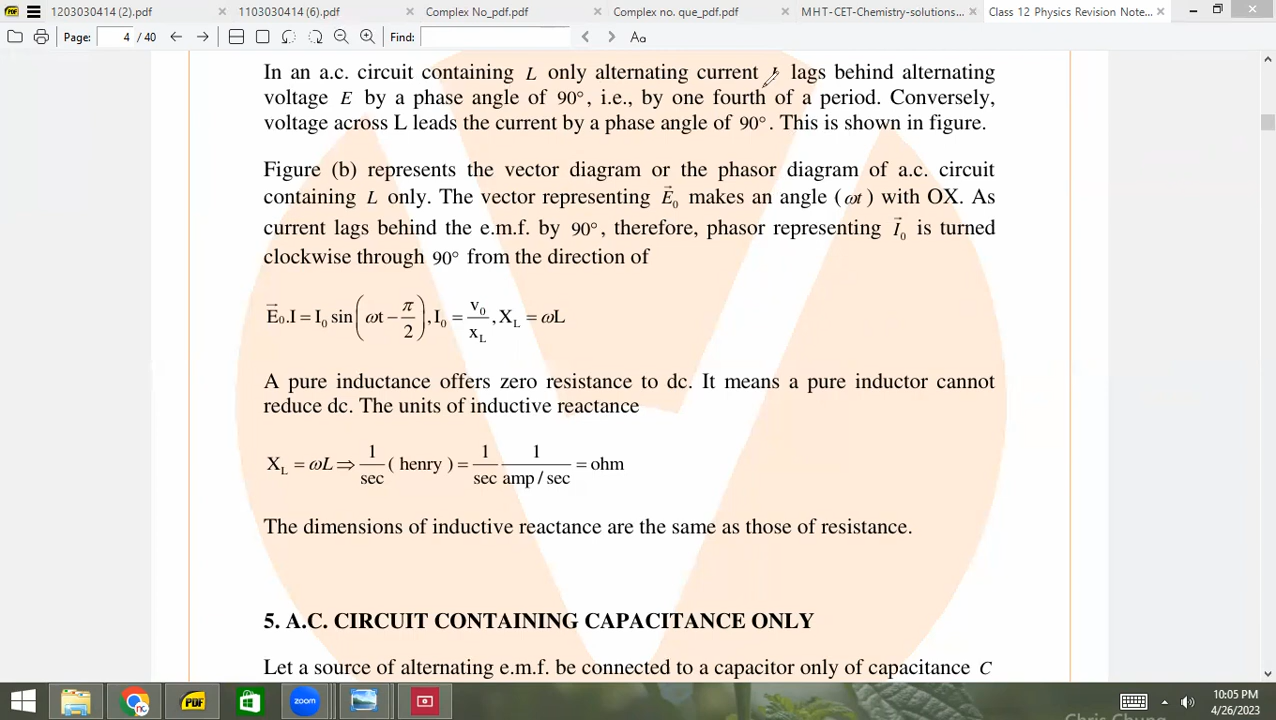 1203030414 (2).pdf
1103030414 (6).pdf
Complex No_pdf.pdf
Complex no. que_pdf.pdf
MHT-CET-Chemistry-solutions...
Class 12 Physics Revision Note...
Page: 4 / 40
Find:
Aa
In an a.c. circuit containing L only alternating current I lags behind alternating
voltage E by a phase angle of 90°, i.e., by one fourth of a period. Conversely,
voltage across L leads the current by a phase angle of 90°. This is shown in figure.
Figure (b) represents the vector diagram or the phasor diagram of a.c. circuit
containing L only. The vector representing E⃗₀ makes an angle (ωt) with OX. As
current lags behind the e.m.f. by 90°, therefore, phasor representing I⃗₀ is turned
clockwise through 90° from the direction of
E⃗₀.I = I₀ sin(ωt − π/2), I₀ = v₀/x_L, X_L = ωL
A pure inductance offers zero resistance to dc. It means a pure inductor cannot
reduce dc. The units of inductive reactance
X_L = ωL ⇒ 1/sec ( henry ) = 1/sec 1/(amp / sec) = ohm
The dimensions of inductive reactance are the same as those of resistance.
5. A.C. CIRCUIT CONTAINING CAPACITANCE ONLY
Let a source of alternating e.m.f. be connected to a capacitor only of capacitance C
PDF
zoom
10:05 PM
4/26/2023
Chris Chung